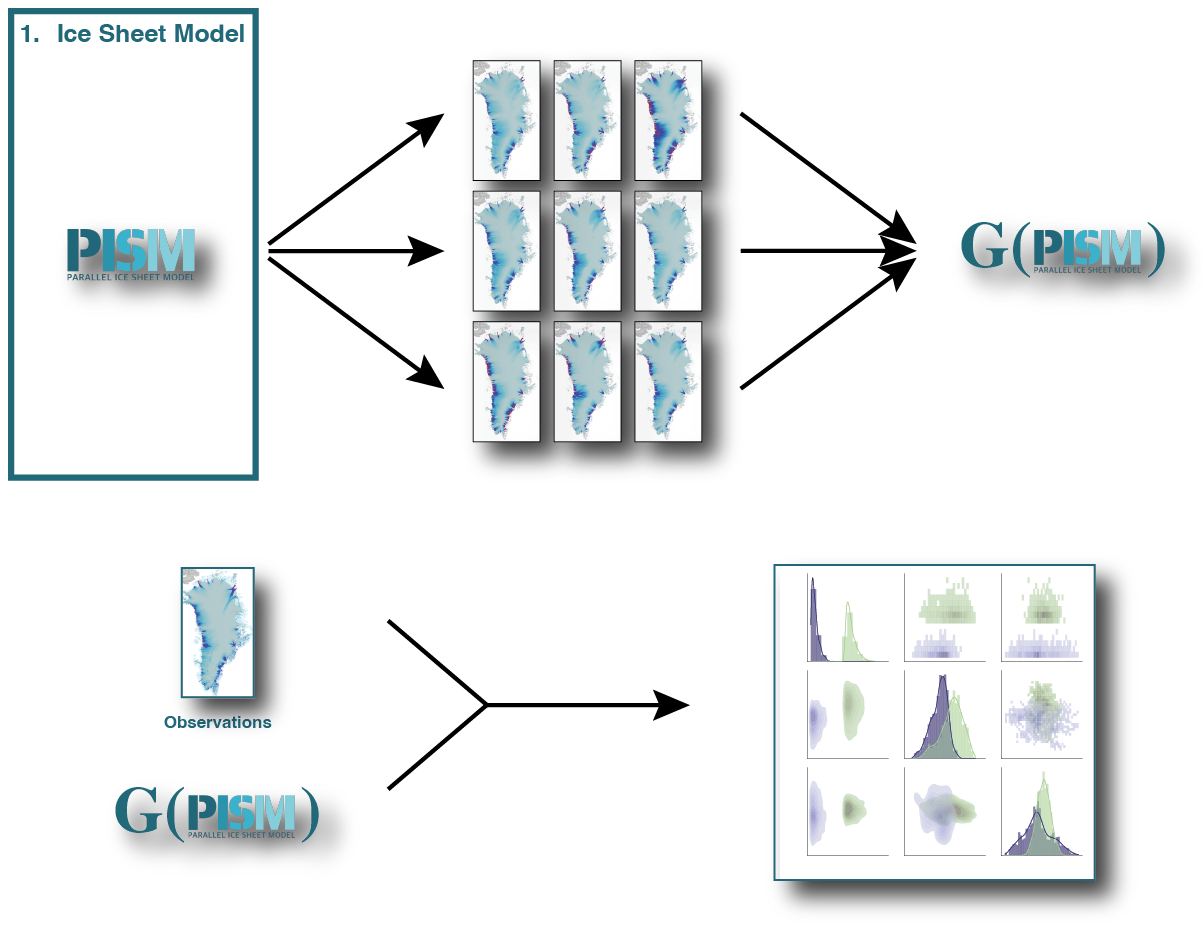 1. Ice Sheet Model
PISM
PARALLEL ICE SHEET MODEL
G(PISM)
PARALLEL ICE SHEET MODEL
Observations
G(PISM)
PARALLEL ICE SHEET MODEL